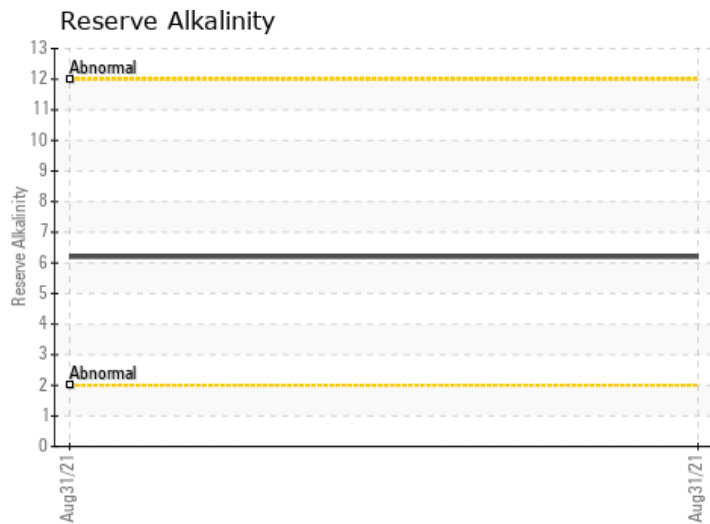 Reserve Alkalinity
13
Abnormal
12
11
10
9
8
7
6
5
4
3
Abnormal
2
1
0
Reserve Alkalinity
Aug31/21
Aug31/21